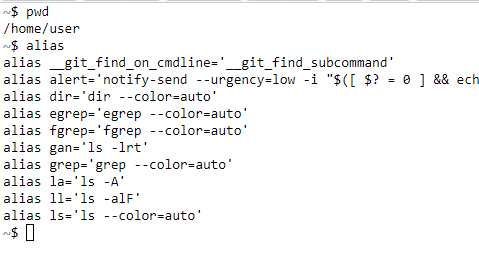 ~$ pwd
/home/user
~$ alias
alias __git_find_on_cmdline='__git_find_subcommand'
alias alert='notify-send --urgency=low -i "$([ $? = 0 ] && ech
alias dir='dir --color=auto'
alias egrep='egrep --color=auto'
alias fgrep='fgrep --color=auto'
alias gan='ls -lrt'
alias grep='grep --color=auto'
alias la='ls -A'
alias ll='ls -alF'
alias ls='ls --color=auto'
~$